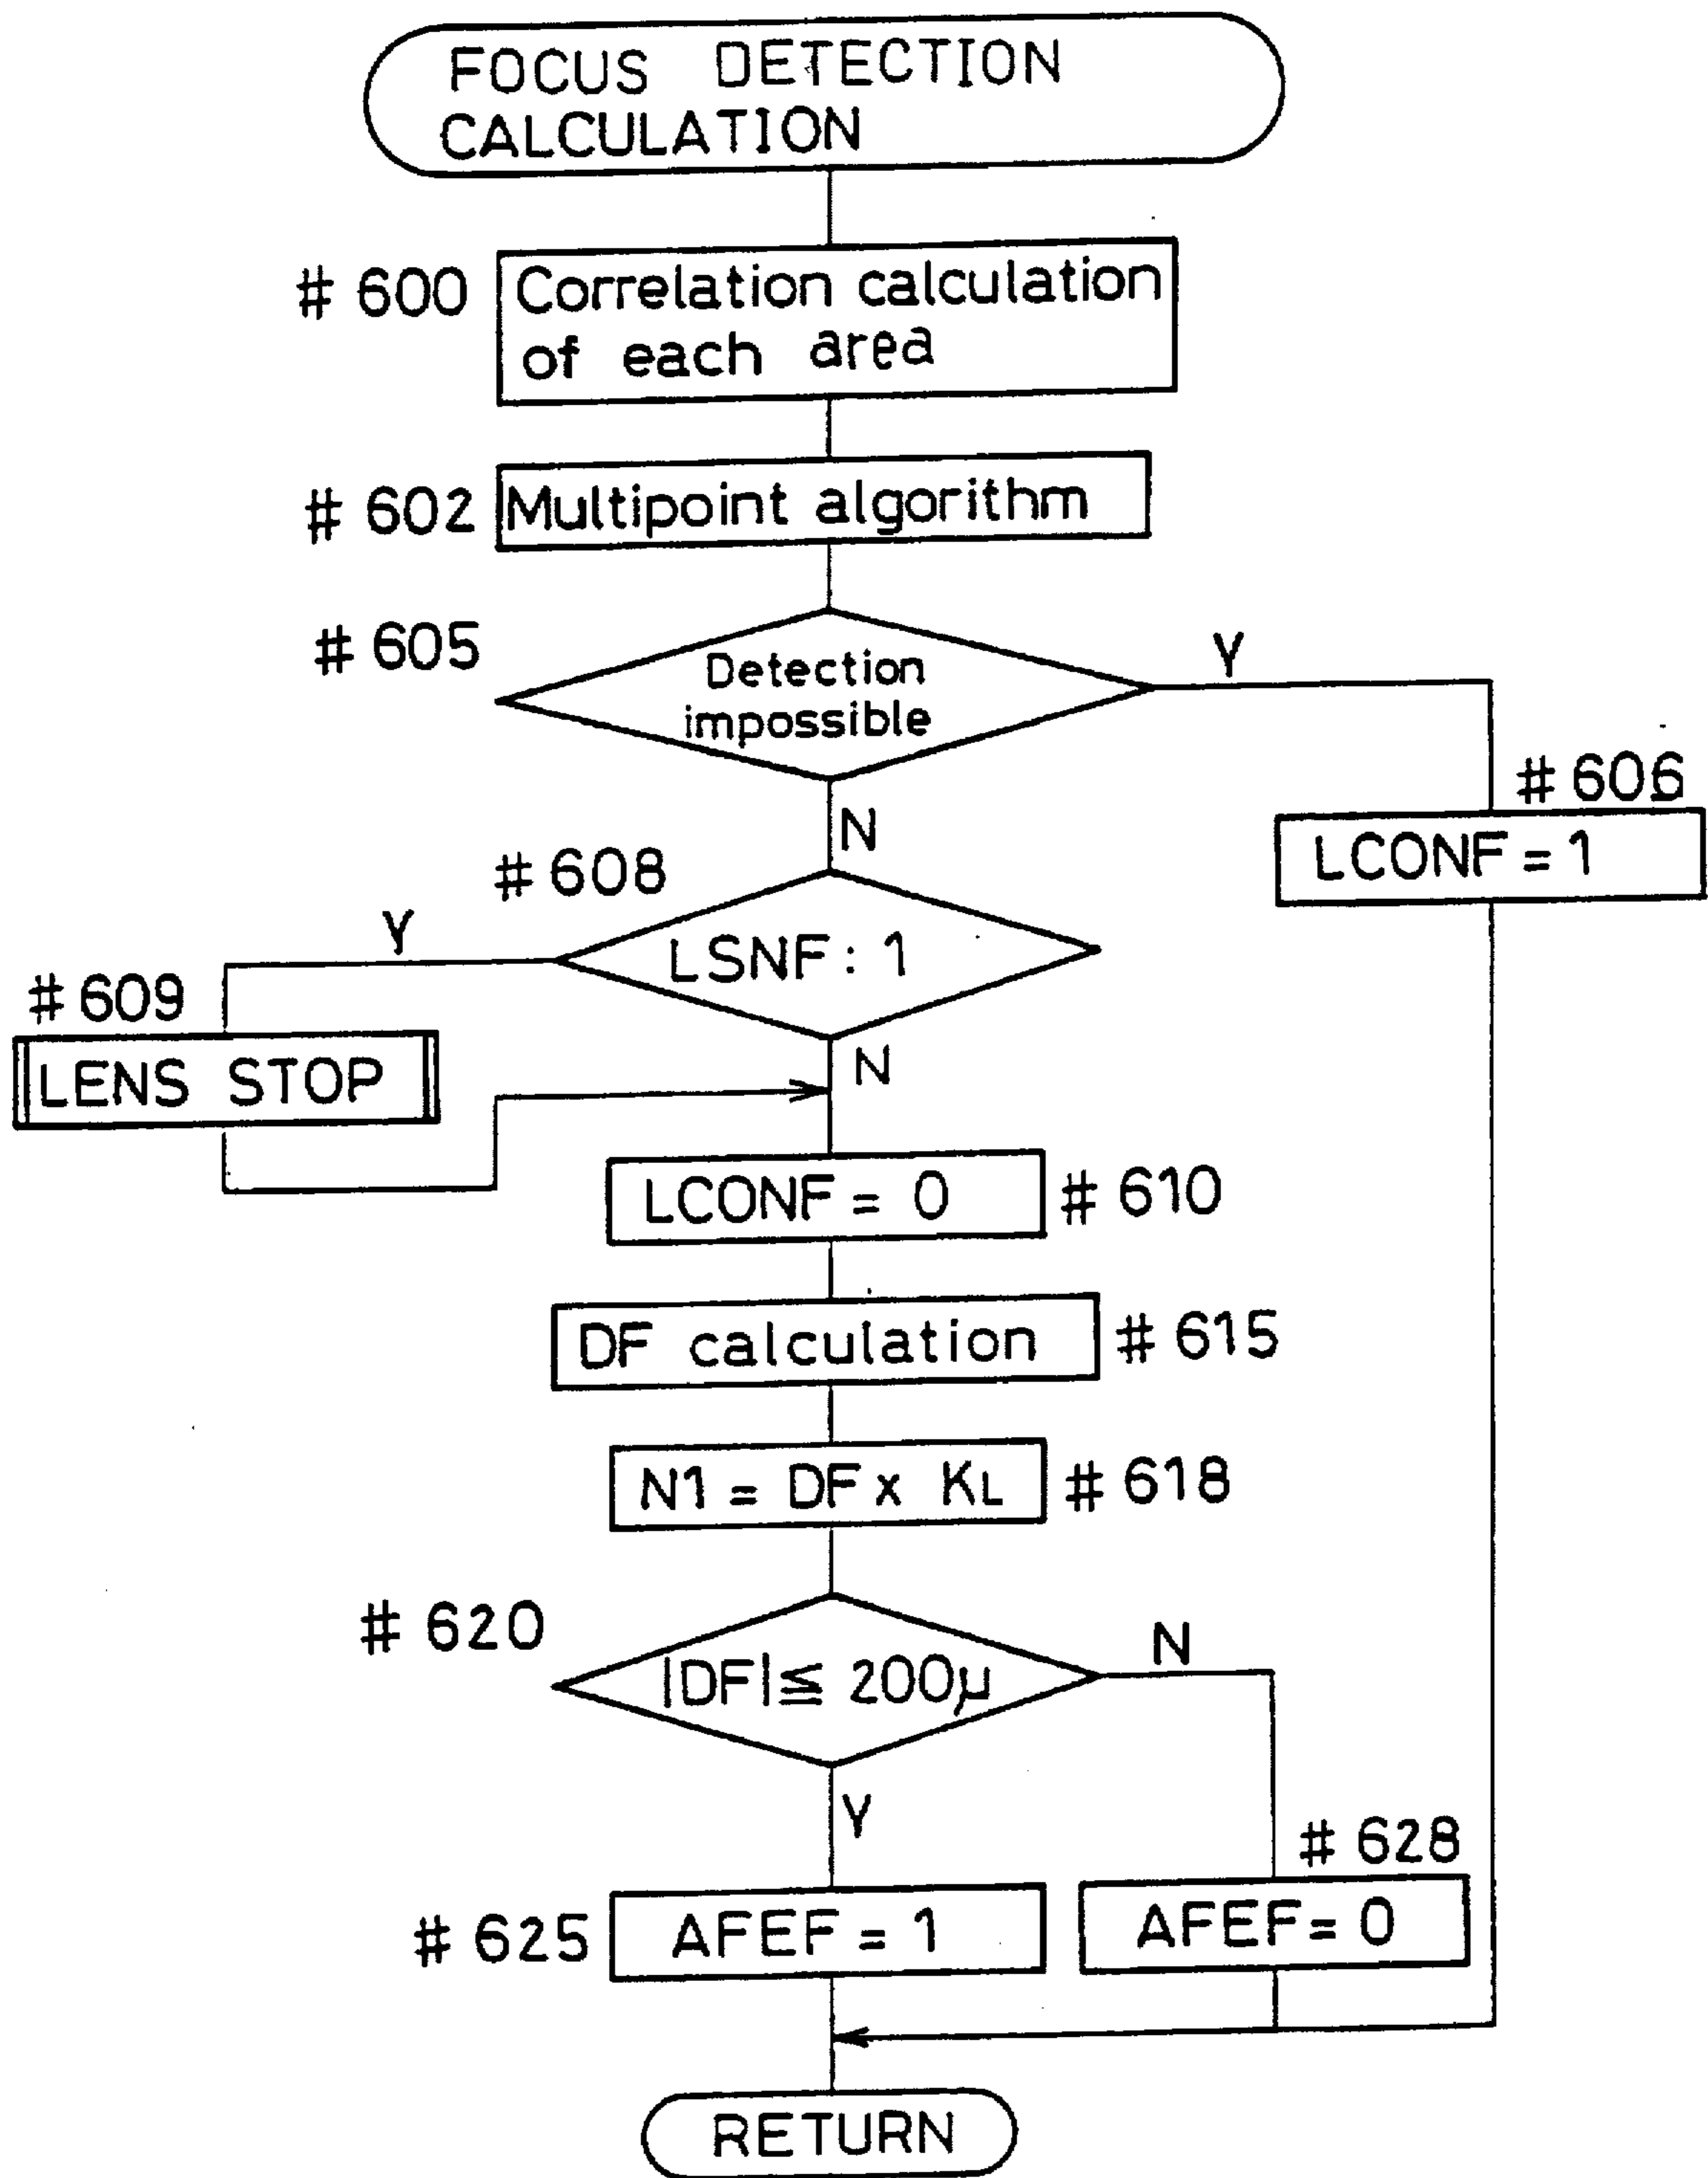 FOCUS DETECTION
CALCULATION
# 600
Correlation calculation
of each area
# 602
Multipoint algorithm
# 605
Detection
impossible
Y
N
# 606
LCONF = 1
# 608
LSNF : 1
Y
N
# 609
LENS STOP
LCONF = 0
# 610
DF calculation
# 615
N1 = DF x KL
# 618
# 620
|DF| ≦ 200μ
N
Y
# 628
AFEF = 0
# 625
AFEF = 1
RETURN